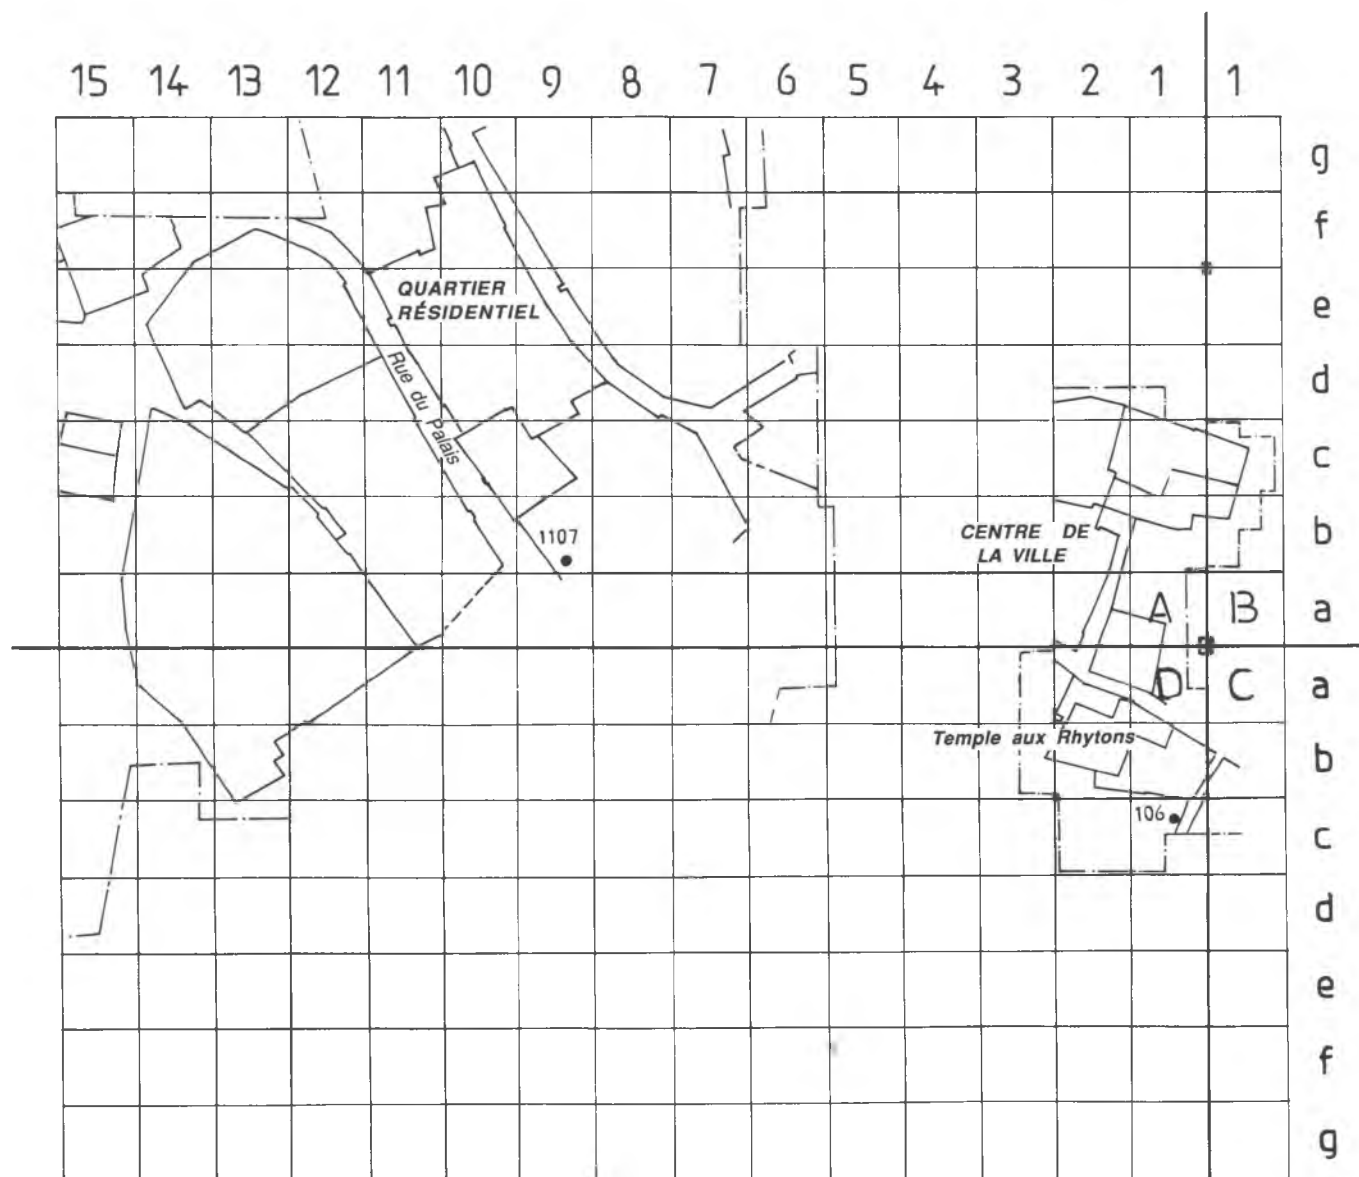 15 14 13 12 11 10 9 8 7 6 5 4 3 2 1 1
g
f
QUARTIER
RÉSIDENTIEL
e
Rue du Palais
d
c
1107
CENTRE DE
LA VILLE
b
A B a
D C a
Temple aux Rhytons
b
106
c
d
e
f
g